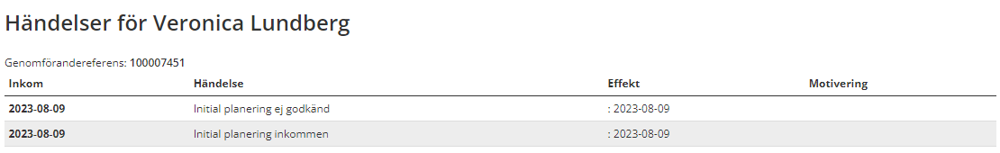 Händelser för Veronica Lundberg
Genomförandereferens: 100007451
Inkom Händelse Effekt Motivering
2023-08-09 Initial planering ej godkänd : 2023-08-09
2023-08-09 Initial planering inkommen : 2023-08-09